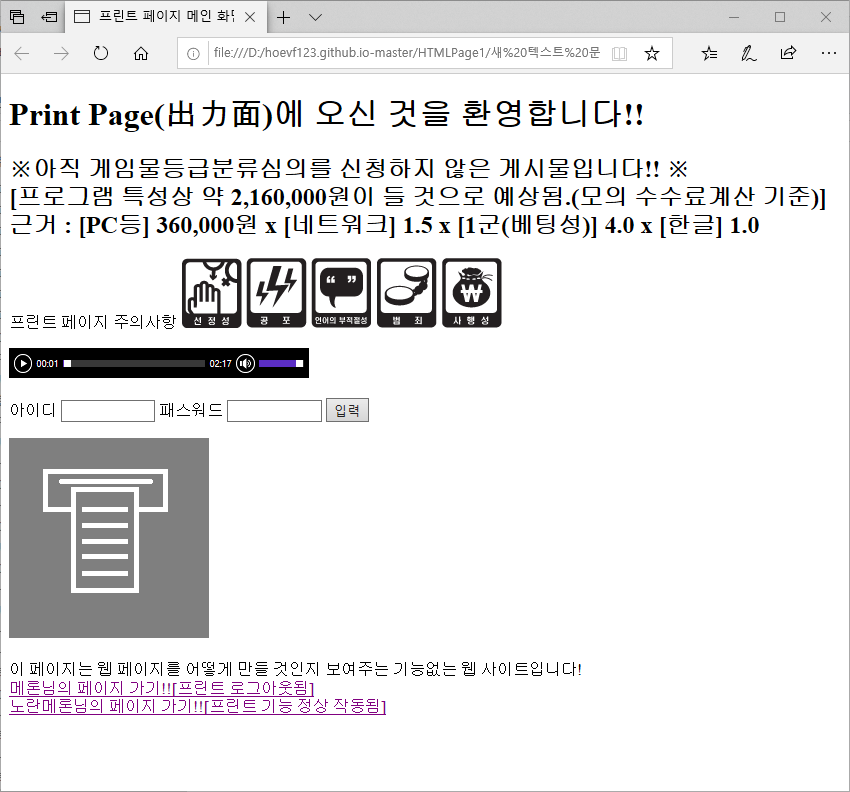 프린트 페이지 메인 화면
file:///D:/hoevf123.github.io-master/HTMLPage1/새%20텍스트%20문
Print Page(出力面)에 오신 것을 환영합니다!!
※아직 게임물등급분류심의를 신청하지 않은 게시물입니다!! ※
[프로그램 특성상 약 2,160,000원이 들 것으로 예상됨.(모의 수수료계산 기준)]
근거 : [PC등] 360,000원 x [네트워크] 1.5 x [1군(베팅성)] 4.0 x [한글] 1.0
프린트 페이지 주의사항 선정성 공포 언어의 부적절성 범죄 사행성
00:01 02:17
아이디 패스워드 입력
이 페이지는 웹 페이지를 어떻게 만들 것인지 보여주는 기능없는 웹 사이트입니다!
메론님의 페이지 가기!![프린트 로그아웃됨]
노란메론님의 페이지 가기!![프린트 기능 정상 작동됨]